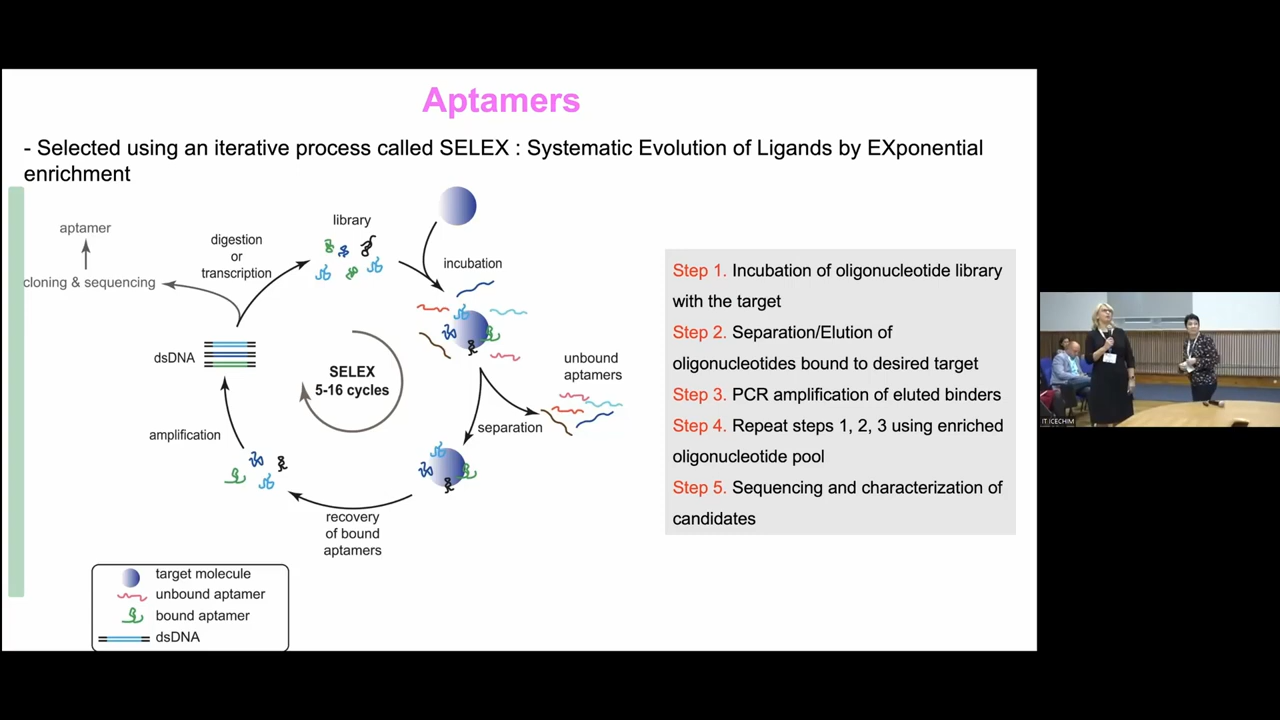 Aptamers
- Selected using an iterative process called SELEX : Systematic Evolution of Ligands by EXponential
enrichment
library
aptamer
digestion
or
transcription
incubation
cloning & sequencing
dsDNA
SELEX
5-16 cycles
unbound
aptamers
separation
amplification
recovery
of bound
aptamers
target molecule
unbound aptamer
bound aptamer
dsDNA
Step 1. Incubation of oligonucleotide library
with the target
Step 2. Separation/Elution of
oligonucleotides bound to desired target
Step 3. PCR amplification of eluted binders
Step 4. Repeat steps 1, 2, 3 using enriched
oligonucleotide pool
Step 5. Sequencing and characterization of
candidates
IT ICECHIM